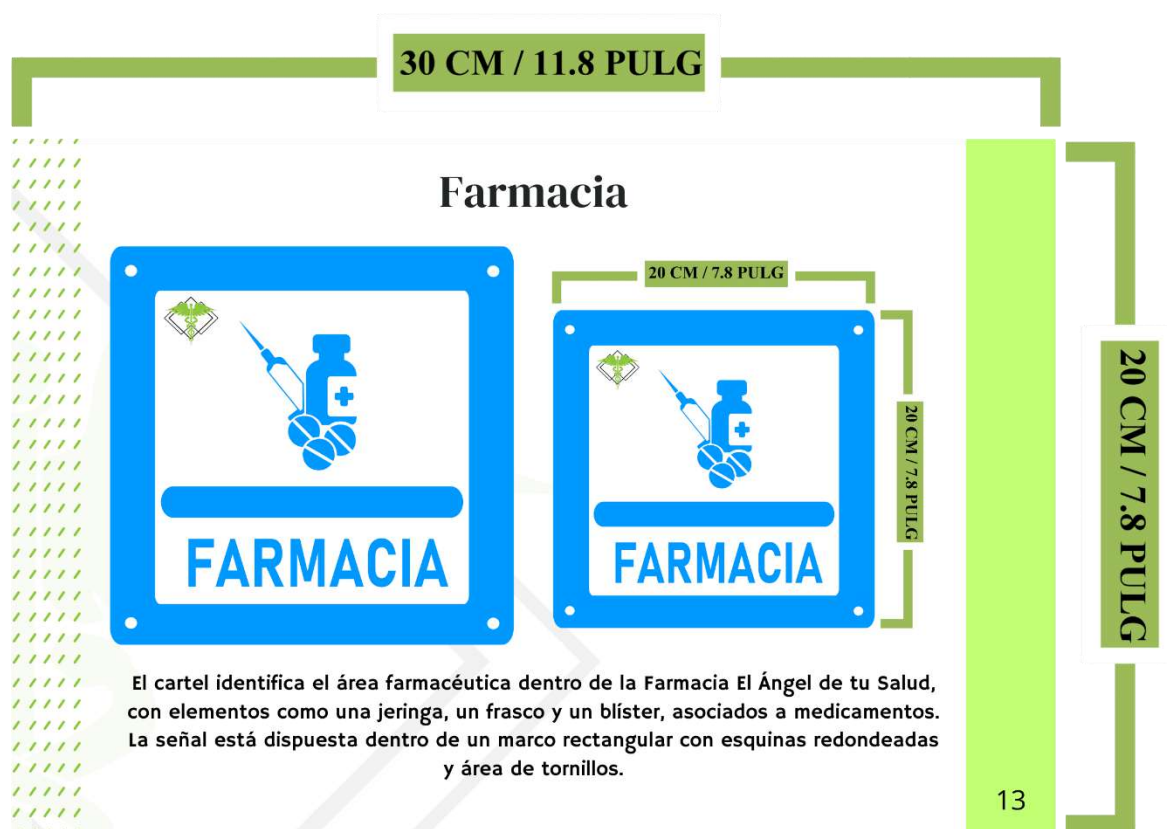 30 CM / 11.8 PULG
Farmacia
20 CM / 7.8 PULG
20 CM / 7.8 PULG
FARMACIA
FARMACIA
20 CM / 7.8 PULG
El cartel identifica el área farmacéutica dentro de la Farmacia El Ángel de tu Salud,
con elementos como una jeringa, un frasco y un blíster, asociados a medicamentos.
La señal está dispuesta dentro de un marco rectangular con esquinas redondeadas
y área de tornillos.
13